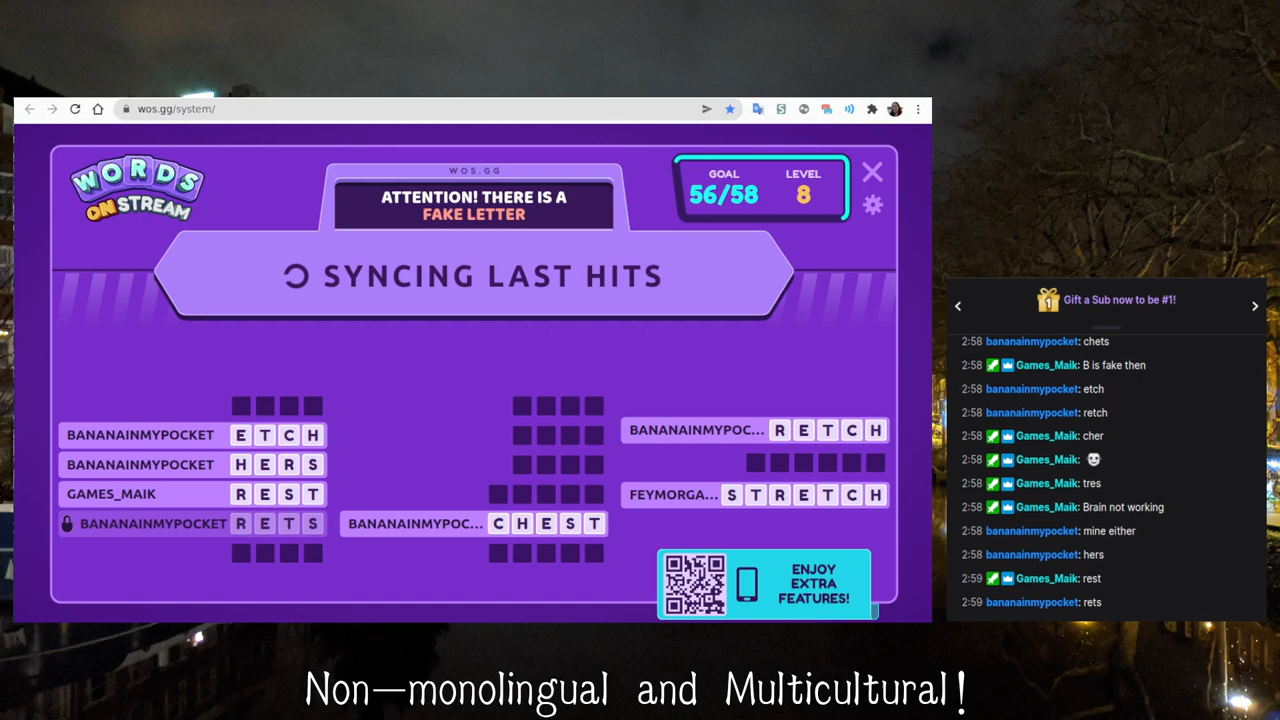 wos.gg/system/
WORDS
ON STREAM
WOS.GG
ATTENTION! THERE IS A
FAKE LETTER
GOAL
56/58
LEVEL
8
SYNCING LAST HITS
BANANAINMYPOCKET ETCH
BANANAINMYPOCKET HERS
GAMES_MAIK REST
BANANAINMYPOCKET RETS
BANANAINMYPOC... CHEST
BANANAINMYPOC... RETCH
FEYMORGA... STRETCH
ENJOY
EXTRA
FEATURES!
1 Gift a Sub now to be #1!
2:58 bananainmypocket: chets
2:58 Games_Maik: B is fake then
2:58 bananainmypocket: etch
2:58 bananainmypocket: retch
2:58 Games_Maik: cher
2:58 Games_Maik:
2:58 Games_Maik: tres
2:58 Games_Maik: Brain not working
2:58 bananainmypocket: mine either
2:58 bananainmypocket: hers
2:59 Games_Maik: rest
2:59 bananainmypocket: rets
Non-monolingual and Multicultural!